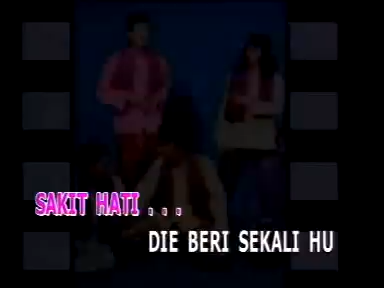 SAKIT HATI . . .
DIE BERI SEKALI HU